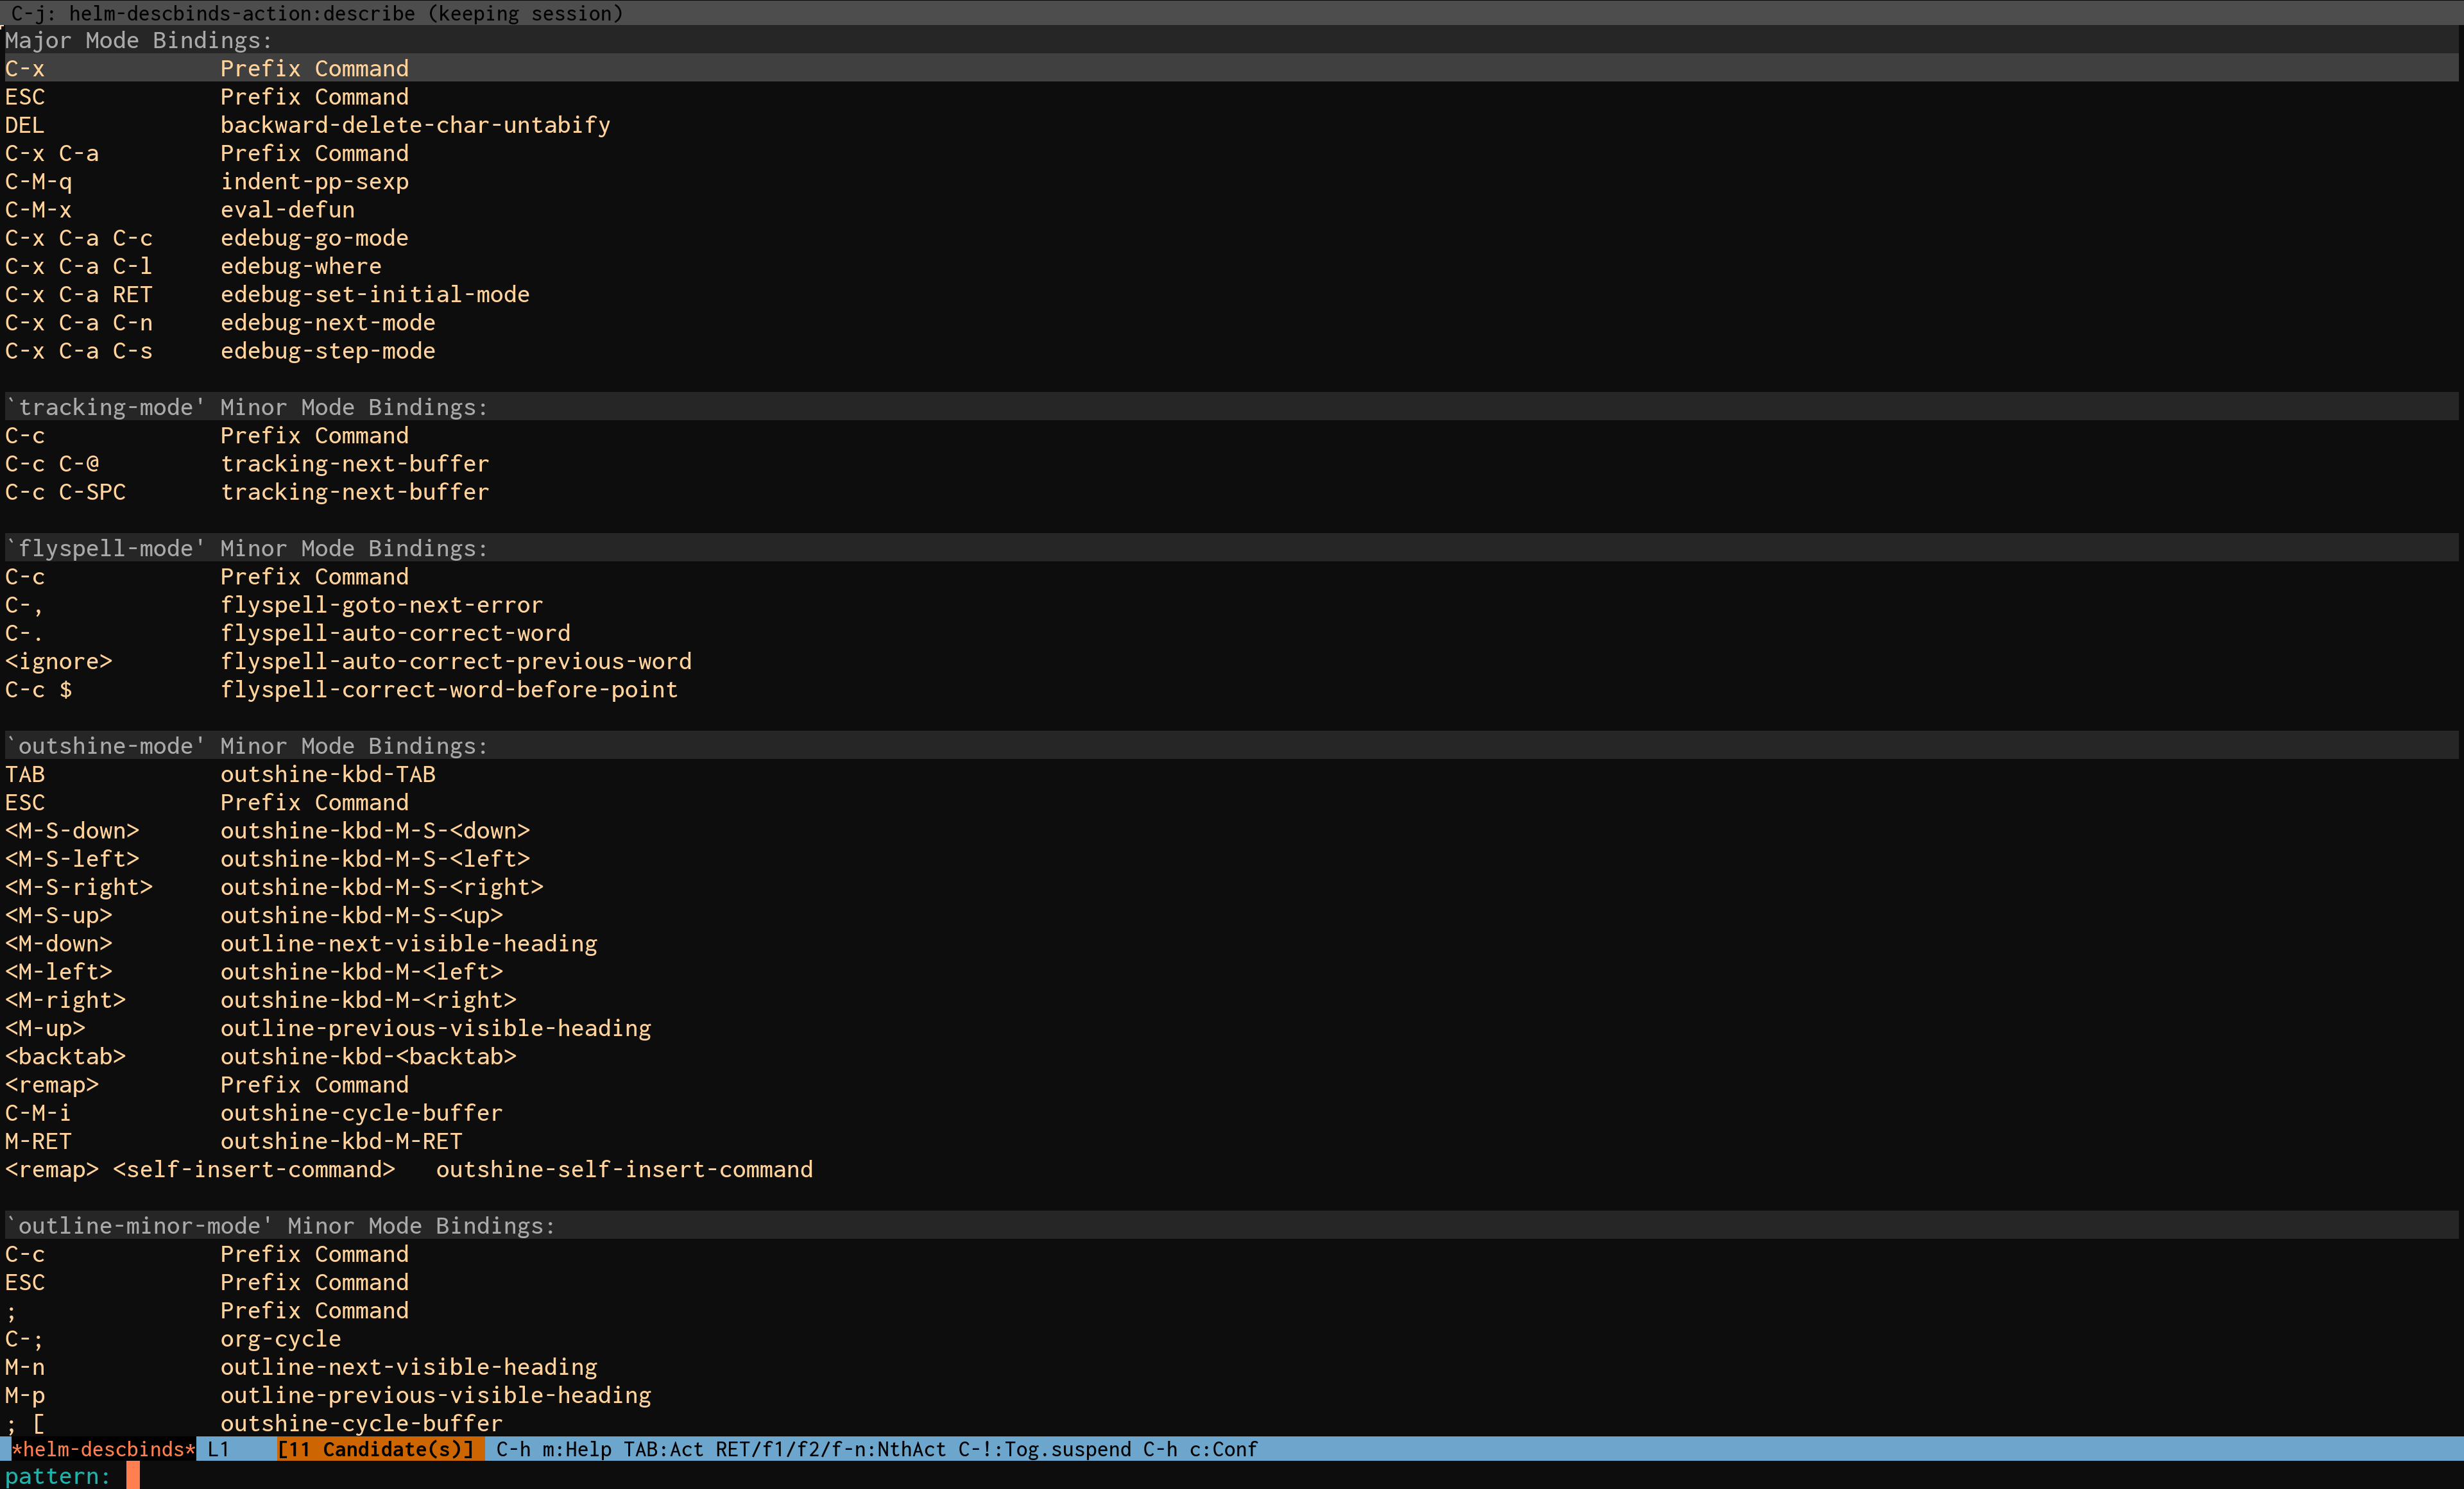 C-j: helm-descbinds-action:describe (keeping session)
Major Mode Bindings:
C-x             Prefix Command
ESC             Prefix Command
DEL             backward-delete-char-untabify
C-x C-a         Prefix Command
C-M-q           indent-pp-sexp
C-M-x           eval-defun
C-x C-a C-c     edebug-go-mode
C-x C-a C-l     edebug-where
C-x C-a RET     edebug-set-initial-mode
C-x C-a C-n     edebug-next-mode
C-x C-a C-s     edebug-step-mode
`tracking-mode' Minor Mode Bindings:
C-c             Prefix Command
C-c C-@         tracking-next-buffer
C-c C-SPC       tracking-next-buffer
`flyspell-mode' Minor Mode Bindings:
C-c             Prefix Command
C-,             flyspell-goto-next-error
C-.             flyspell-auto-correct-word
<ignore>        flyspell-auto-correct-previous-word
C-c $           flyspell-correct-word-before-point
`outshine-mode' Minor Mode Bindings:
TAB             outshine-kbd-TAB
ESC             Prefix Command
<M-S-down>      outshine-kbd-M-S-<down>
<M-S-left>      outshine-kbd-M-S-<left>
<M-S-right>     outshine-kbd-M-S-<right>
<M-S-up>        outshine-kbd-M-S-<up>
<M-down>        outline-next-visible-heading
<M-left>        outshine-kbd-M-<left>
<M-right>       outshine-kbd-M-<right>
<M-up>          outline-previous-visible-heading
<backtab>       outshine-kbd-<backtab>
<remap>         Prefix Command
C-M-i           outshine-cycle-buffer
M-RET           outshine-kbd-M-RET
<remap> <self-insert-command>   outshine-self-insert-command
`outline-minor-mode' Minor Mode Bindings:
C-c             Prefix Command
ESC             Prefix Command
;               Prefix Command
C-;             org-cycle
M-n             outline-next-visible-heading
M-p             outline-previous-visible-heading
; [             outshine-cycle-buffer
*helm-descbinds* L1    [11 Candidate(s)] C-h m:Help TAB:Act RET/f1/f2/f-n:NthAct C-!:Tog.suspend C-h c:Conf
pattern: